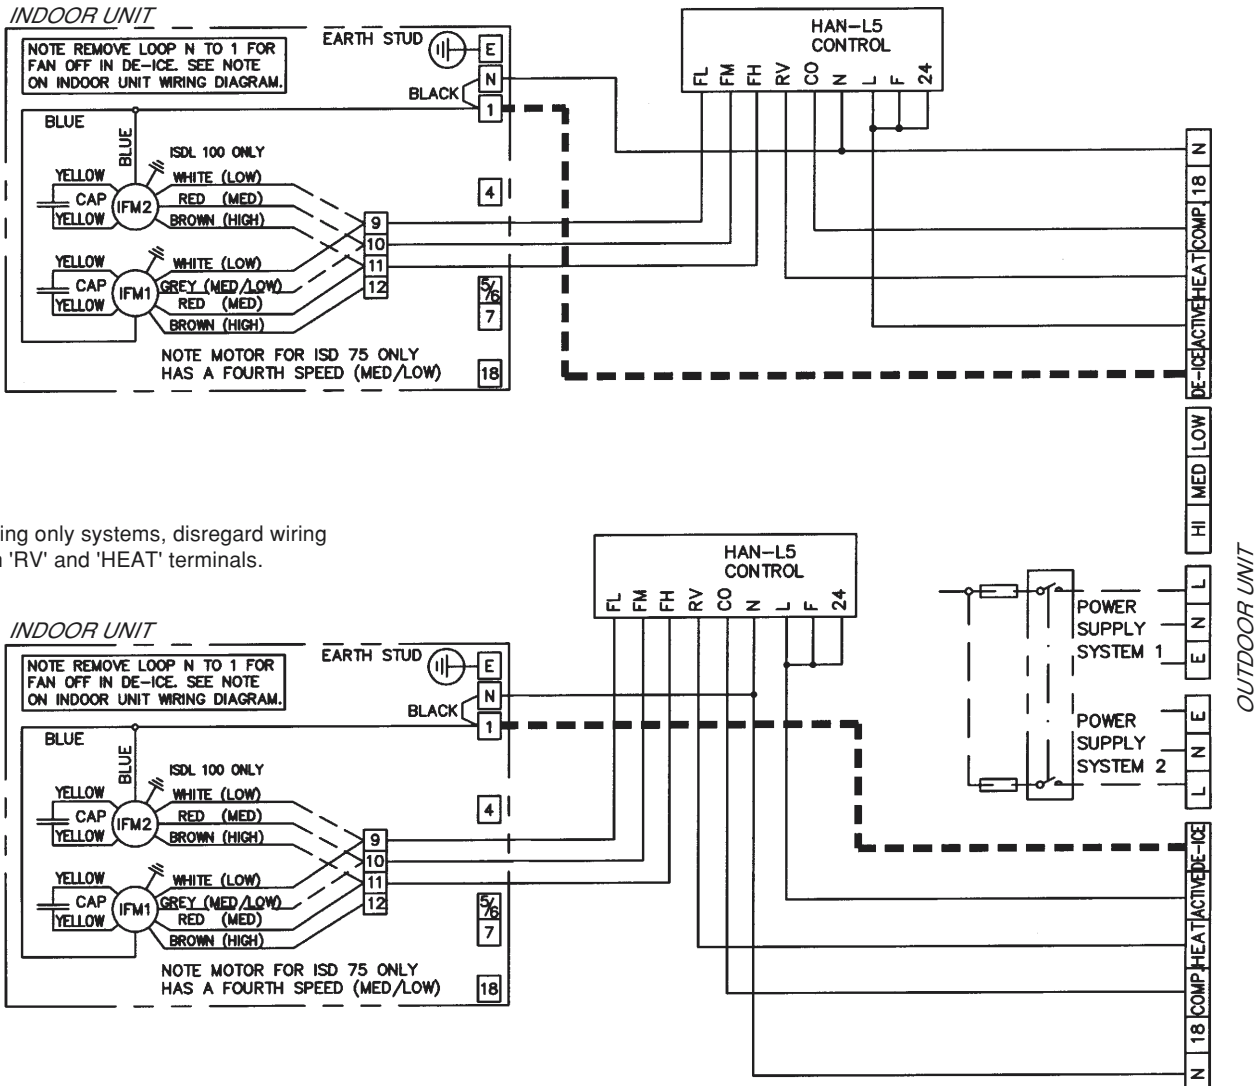 INDOOR UNIT
NOTE REMOVE LOOP N TO 1 FOR
FAN OFF IN DE-ICE. SEE NOTE
ON INDOOR UNIT WIRING DIAGRAM.
EARTH STUD
E
N
BLACK
1
BLUE
BLUE
ISDL 100 ONLY
YELLOW
CAP
YELLOW
IFM2
WHITE (LOW)
RED (MED)
BROWN (HIGH)
YELLOW
CAP
YELLOW
IFM1
WHITE (LOW)
GREY (MED/LOW)
RED (MED)
BROWN (HIGH)
9
10
11
12
4
5/6
7
18
NOTE MOTOR FOR ISD 75 ONLY
HAS A FOURTH SPEED (MED/LOW)
HAN-L5
CONTROL
FL FM FH RV CO N L F 24
N
18
COMP.
HEAT
ACTIVE
DE-ICE
LOW
MED
HI
ing only systems, disregard wiring
n 'RV' and 'HEAT' terminals.
HAN-L5
CONTROL
FL FM FH RV CO N L F 24
L
N
E
POWER
SUPPLY
SYSTEM 1
POWER
SUPPLY
SYSTEM 2
E
N
L
OUTDOOR UNIT
INDOOR UNIT
NOTE REMOVE LOOP N TO 1 FOR
FAN OFF IN DE-ICE. SEE NOTE
ON INDOOR UNIT WIRING DIAGRAM.
EARTH STUD
E
N
BLACK
1
BLUE
BLUE
ISDL 100 ONLY
YELLOW
CAP
YELLOW
IFM2
WHITE (LOW)
RED (MED)
BROWN (HIGH)
YELLOW
CAP
YELLOW
IFM1
WHITE (LOW)
GREY (MED/LOW)
RED (MED)
BROWN (HIGH)
9
10
11
12
4
5/6
7
18
NOTE MOTOR FOR ISD 75 ONLY
HAS A FOURTH SPEED (MED/LOW)
DE-ICE
ACTIVE
HEAT
COMP.
18
N